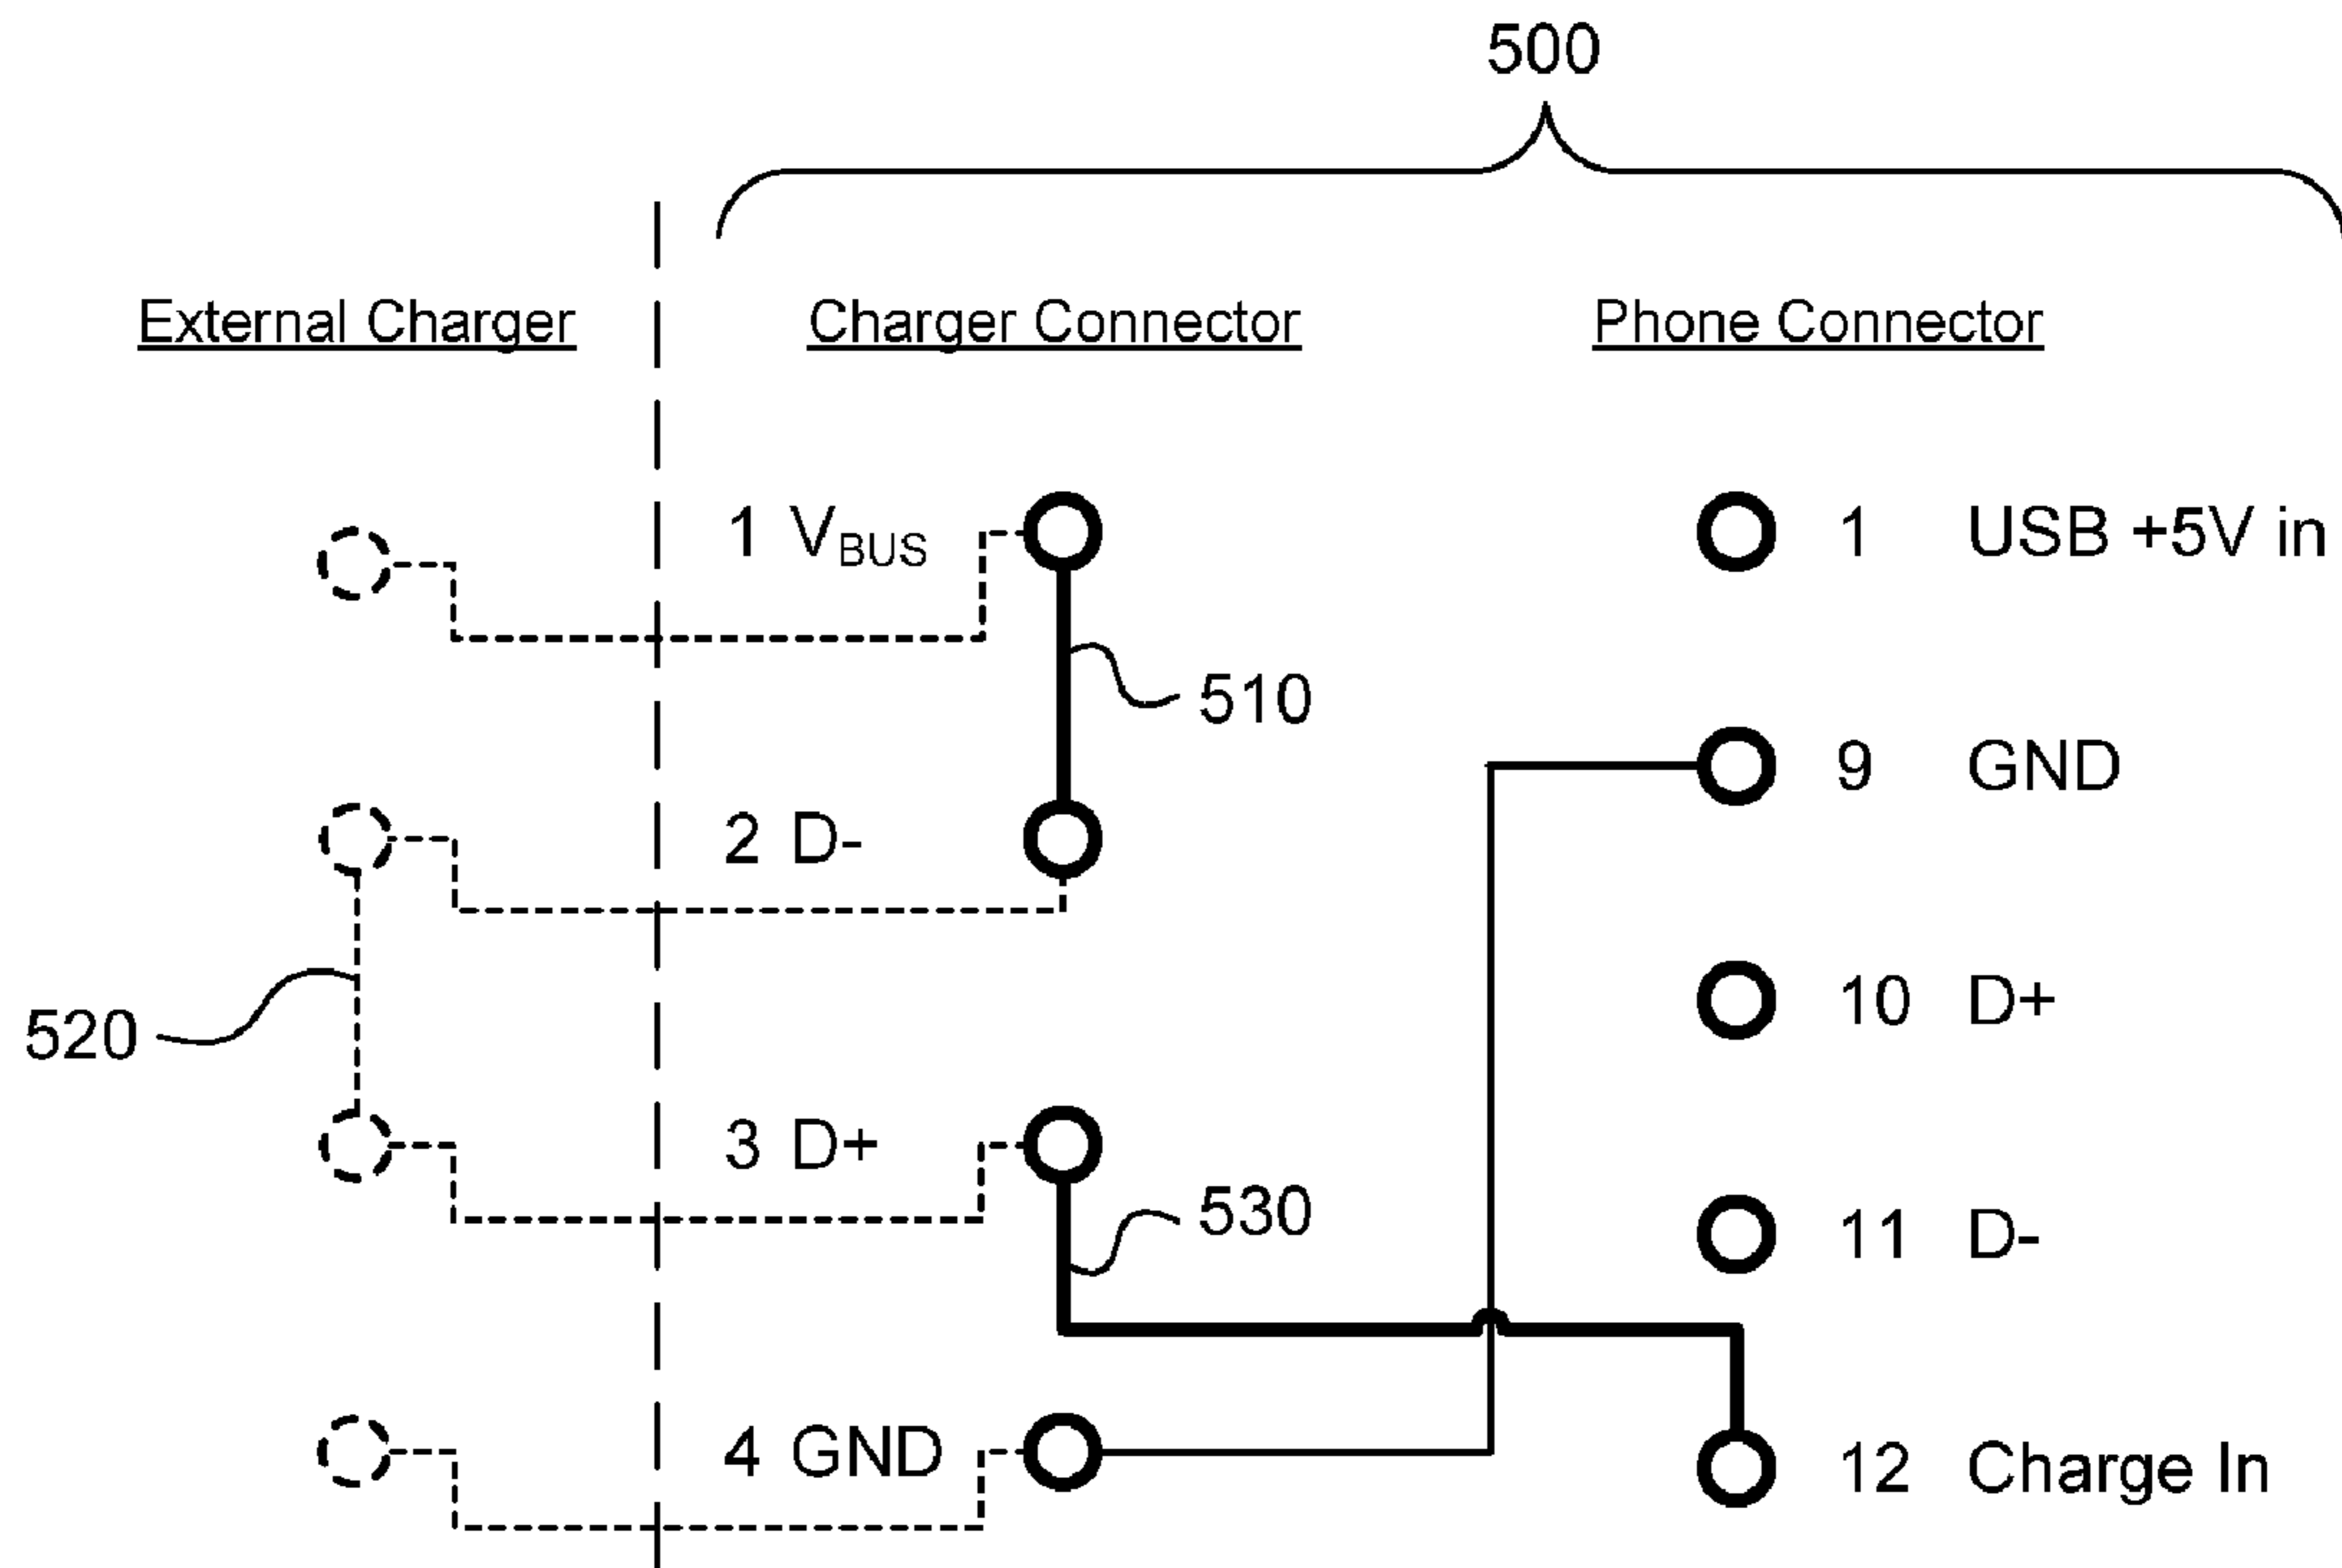 500
External Charger Charger Connector Phone Connector
1 V_BUS 1 USB +5V in
510
9 GND
2 D-
10 D+
520
3 D+
530
11 D-
4 GND 12 Charge In